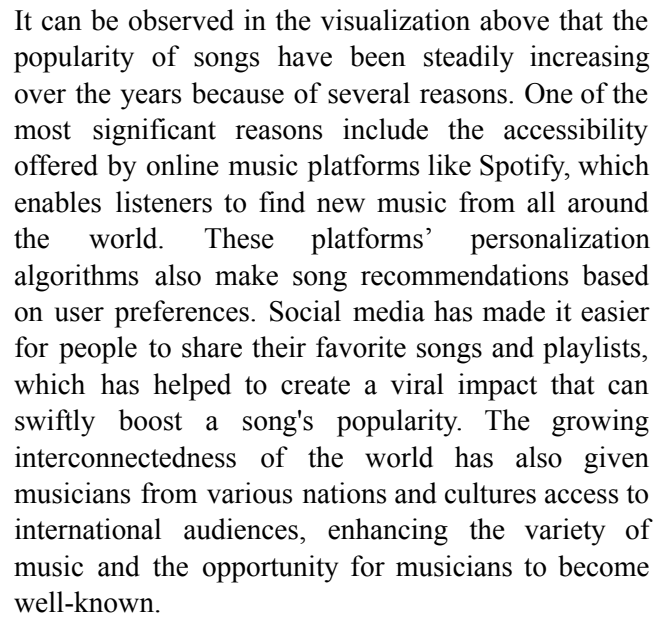 It can be observed in the visualization above that the
popularity of songs have been steadily increasing
over the years because of several reasons. One of the
most significant reasons include the accessibility
offered by online music platforms like Spotify, which
enables listeners to find new music from all around
the world. These platforms’ personalization
algorithms also make song recommendations based
on user preferences. Social media has made it easier
for people to share their favorite songs and playlists,
which has helped to create a viral impact that can
swiftly boost a song's popularity. The growing
interconnectedness of the world has also given
musicians from various nations and cultures access to
international audiences, enhancing the variety of
music and the opportunity for musicians to become
well-known.